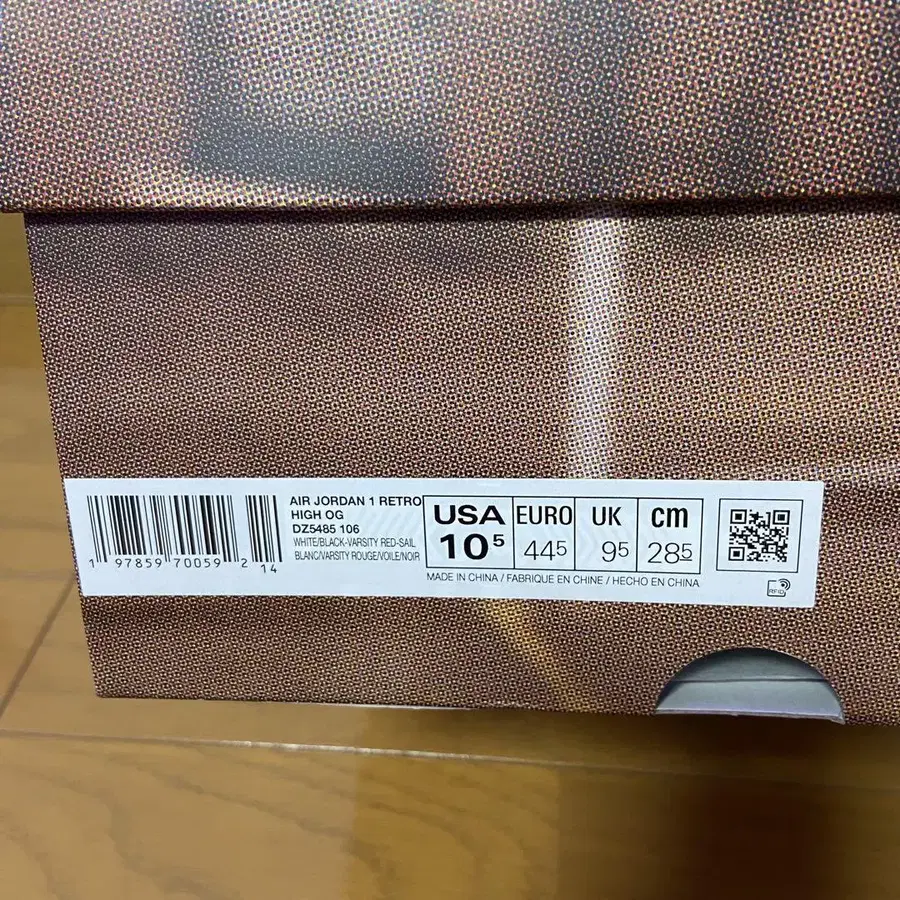 AIR JORDAN 1 RETRO
HIGH OG
DZ5485 106
WHITE/BLACK-VARSITY RED-SAIL
BLANC/VARSITY ROUGE/VOILE/NOIR
1 97859 70059 2 14
USA
10 5
EURO
44 5
UK
9 5
cm
28 5
MADE IN CHINA / FABRIQUE EN CHINE / HECHO EN CHINA
RFID